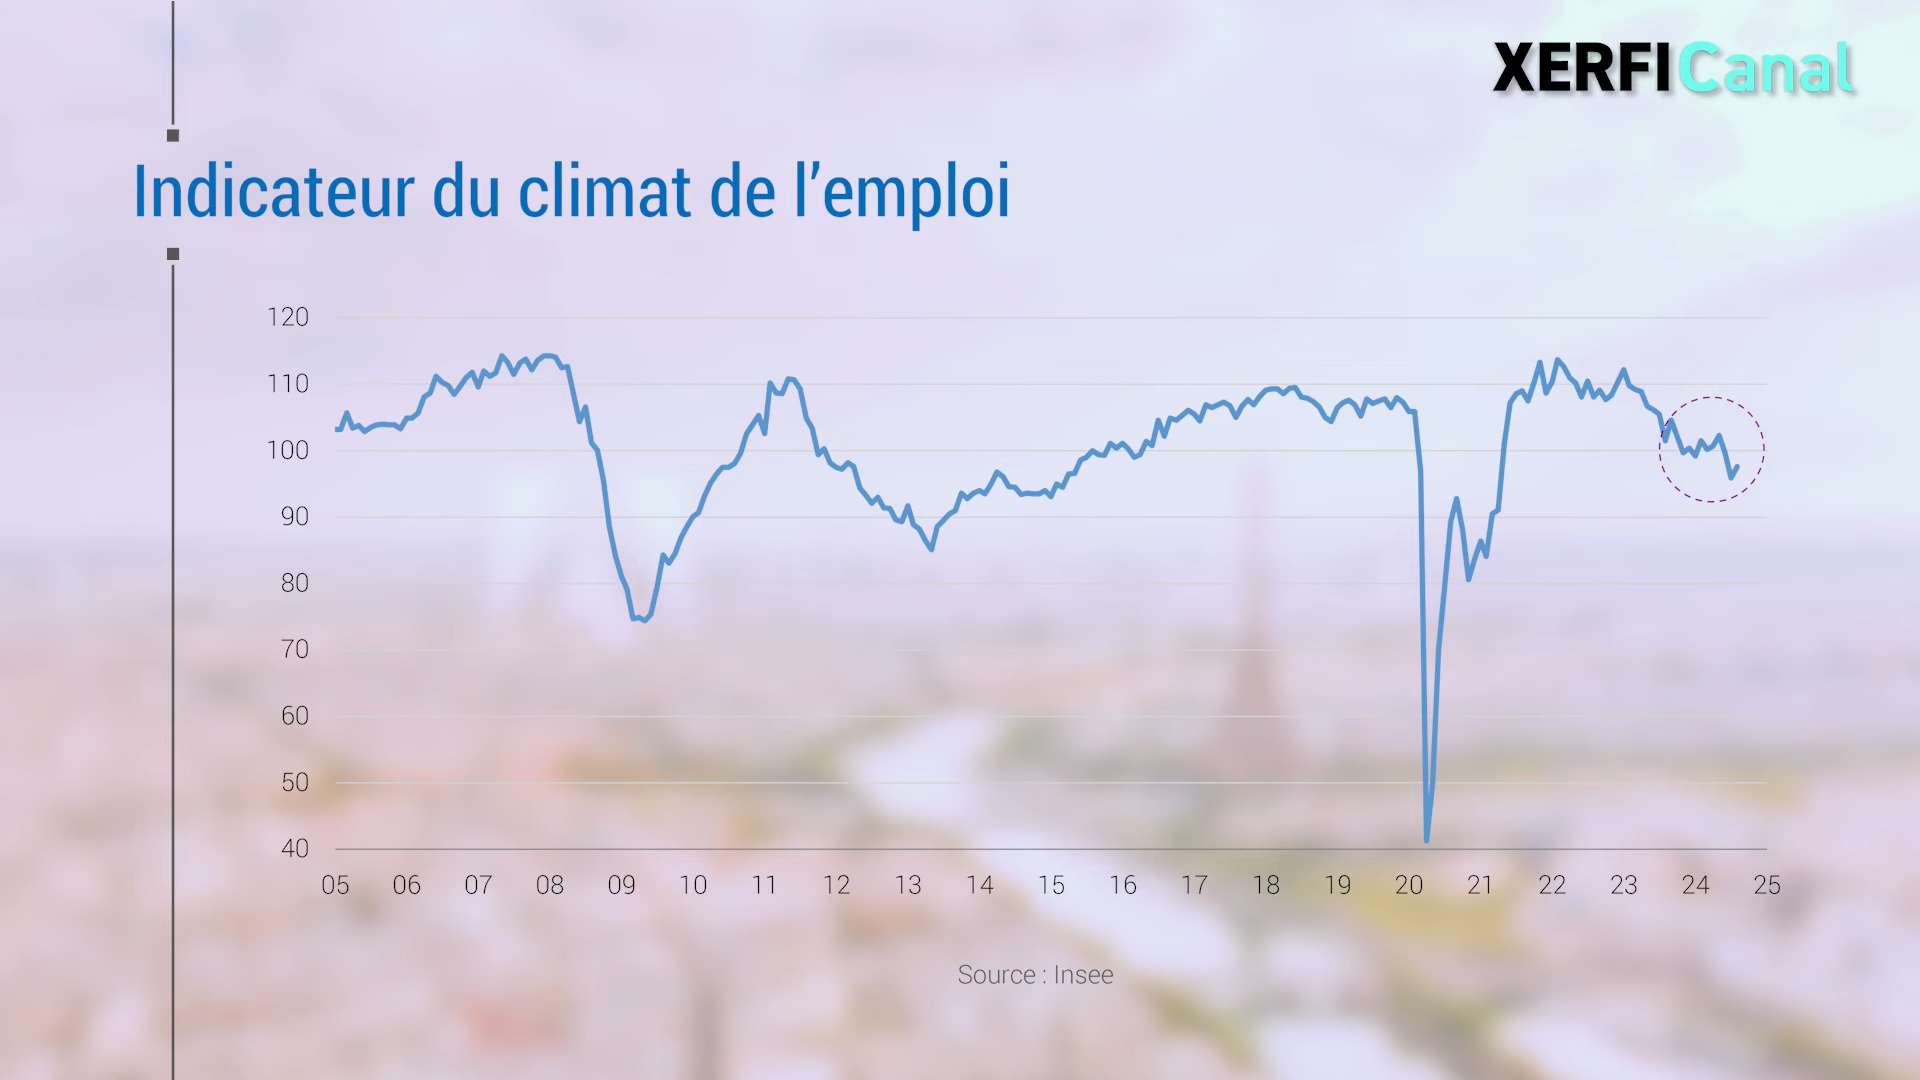 XERFI Canal
Indicateur du climat de l’emploi
120
110
100
90
80
70
60
50
40
05 06 07 08 09 10 11 12 13 14 15 16 17 18 19 20 21 22 23 24 25
Source : Insee